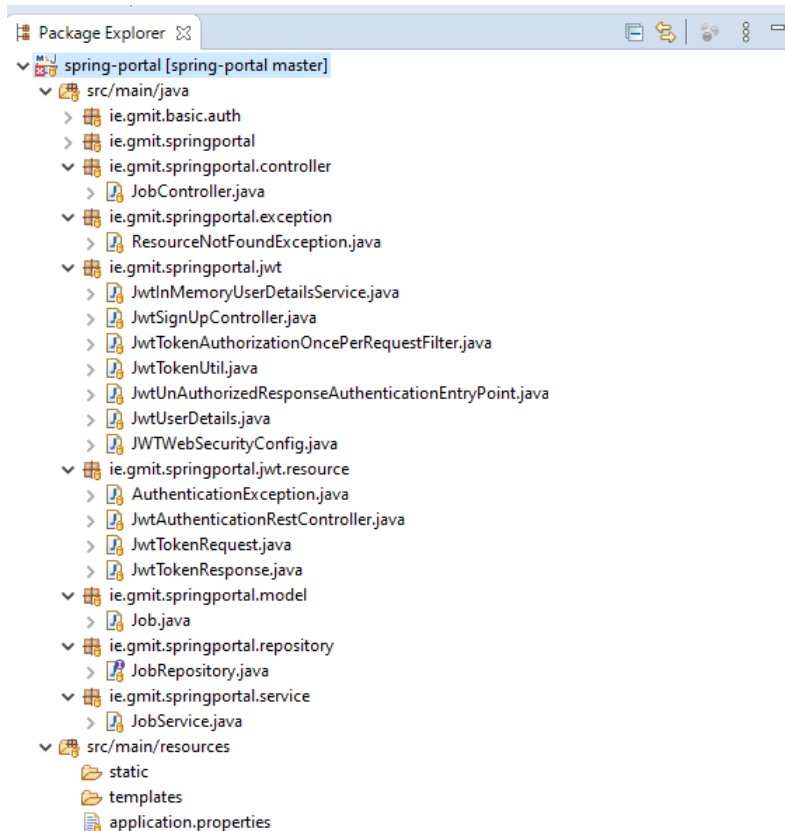 Package Explorer
spring-portal [spring-portal master]
src/main/java
ie.gmit.basic.auth
ie.gmit.springportal
ie.gmit.springportal.controller
JobController.java
ie.gmit.springportal.exception
ResourceNotFoundException.java
ie.gmit.springportal.jwt
JwtInMemoryUserDetailsService.java
JwtSignUpController.java
JwtTokenAuthorizationOncePerRequestFilter.java
JwtTokenUtil.java
JwtUnAuthorizedResponseAuthenticationEntryPoint.java
JwtUserDetails.java
JWTWebSecurityConfig.java
ie.gmit.springportal.jwt.resource
AuthenticationException.java
JwtAuthenticationRestController.java
JwtTokenRequest.java
JwtTokenResponse.java
ie.gmit.springportal.model
Job.java
ie.gmit.springportal.repository
JobRepository.java
ie.gmit.springportal.service
JobService.java
src/main/resources
static
templates
application.properties